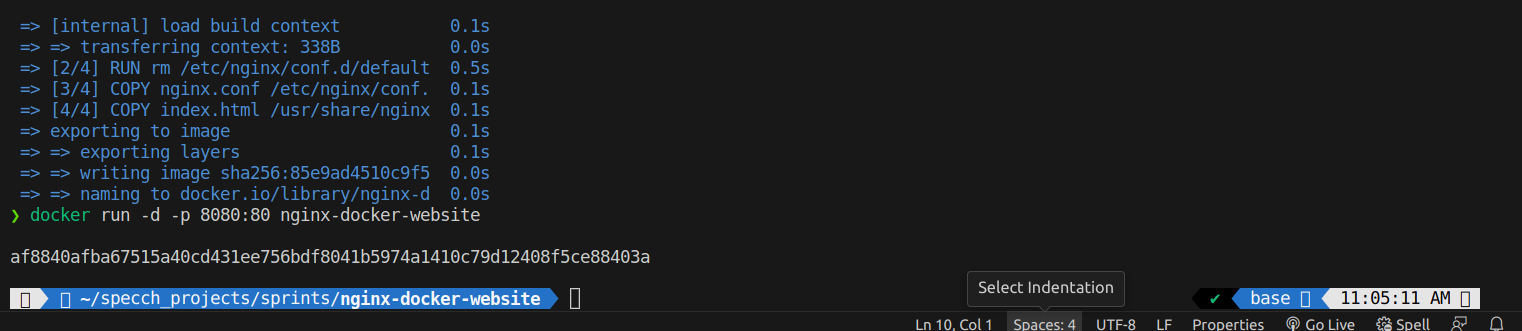 => [internal] load build context 0.1s
=> => transferring context: 338B 0.0s
=> [2/4] RUN rm /etc/nginx/conf.d/default 0.5s
=> [3/4] COPY nginx.conf /etc/nginx/conf. 0.1s
=> [4/4] COPY index.html /usr/share/nginx 0.1s
=> exporting to image 0.1s
=> => exporting layers 0.1s
=> => writing image sha256:85e9ad4510c9f5 0.0s
=> => naming to docker.io/library/nginx-d 0.0s
❯ docker run -d -p 8080:80 nginx-docker-website
af8840afba67515a40cd431ee756bdf8041b5974a1410c79d12408f5ce88403a
Select Indentation
~/specch_projects/sprints/nginx-docker-website ✔ base 11:05:11 AM
Ln 10, Col 1 Spaces: 4 UTF-8 LF Properties Go Live Spell